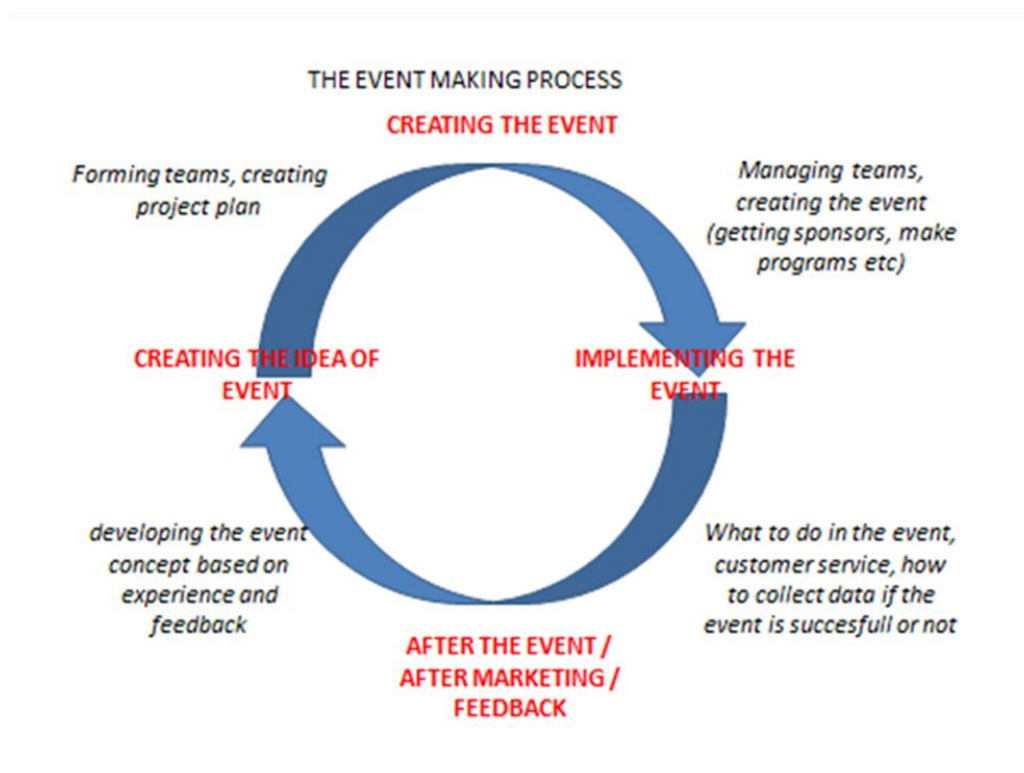 THE EVENT MAKING PROCESS
CREATING THE EVENT
Forming teams, creating
project plan
Managing teams,
creating the event
(getting sponsors, make
programs etc)
CREATING THE IDEA OF
EVENT
IMPLEMENTING THE
EVENT
developing the event
concept based on
experience and
feedback
What to do in the event,
customer service, how
to collect data if the
event is succesfull or not
AFTER THE EVENT /
AFTER MARKETING /
FEEDBACK